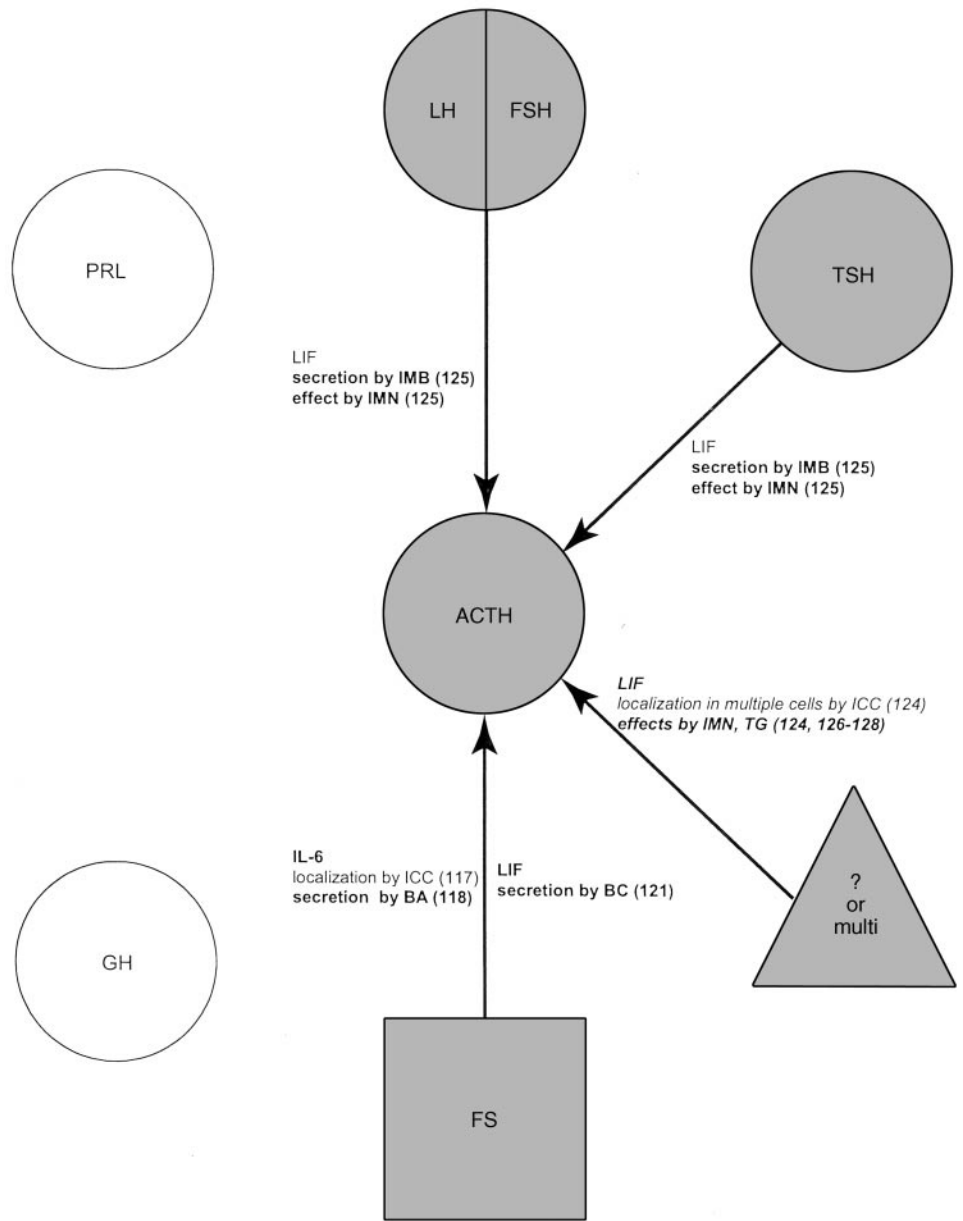 LH FSH
PRL
TSH
LIF
secretion by IMB (125)
effect by IMN (125)
LIF
secretion by IMB (125)
effect by IMN (125)
ACTH
LIF
localization in multiple cells by ICC (124)
effects by IMN, TG (124, 126-128)
IL-6
localization by ICC (117)
secretion by BA (118)
LIF
secretion by BC (121)
?
or
multi
GH
FS